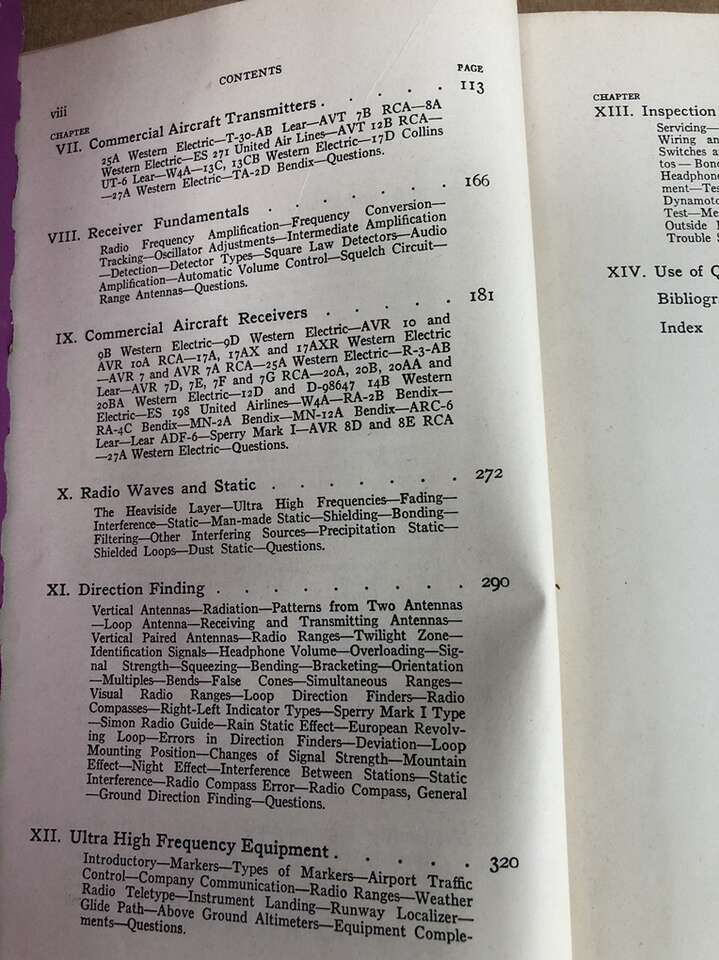 viii
CONTENTS
CHAPTER
PAGE
VII. Commercial Aircraft Transmitters . . . . . 113
25A Western Electric—T-30-AB Lear—AVT 7B RCA—8A
Western Electric—ES 271 United Air Lines—AVT 12B RCA—
UT-6 Lear—W4A—13C, 13CB Western Electric—17D Collins
—27A Western Electric—TA-2D Bendix—Questions.
VIII. Receiver Fundamentals . . . . . . . 166
Radio Frequency Amplification—Frequency Conversion—
Tracking—Oscillator Adjustments—Intermediate Amplification
—Detection—Detector Types—Square Law Detectors—Audio
Amplification—Automatic Volume Control—Squelch Circuit—
Range Antennas—Questions.
IX. Commercial Aircraft Receivers . . . . . 181
9B Western Electric—9D Western Electric—AVR 10 and
AVR 10A RCA—17A, 17AX and 17AXR Western Electric
—AVR 7 and AVR 7A RCA—25A Western Electric—R-3-AB
Lear—AVR 7D, 7E, 7F and 7G RCA—20A, 20B, 20AA and
20BA Western Electric—12D and D-98647 14B Western
Electric—ES 198 United Airlines—W4A—RA-2B Bendix—
RA-4C Bendix—MN-2A Bendix—MN-12A Bendix—ARC-6
Lear—Lear ADF-6—Sperry Mark I—AVR 8D and 8E RCA
—27A Western Electric—Questions.
X. Radio Waves and Static . . . . . . . 272
The Heaviside Layer—Ultra High Frequencies—Fading—
Interference—Static—Man-made Static—Shielding—Bonding—
Filtering—Other Interfering Sources—Precipitation Static—
Shielded Loops—Dust Static—Questions.
XI. Direction Finding . . . . . . . . 290
Vertical Antennas—Radiation—Patterns from Two Antennas
—Loop Antenna—Receiving and Transmitting Antennas—
Vertical Paired Antennas—Radio Ranges—Twilight Zone—
Identification Signals—Headphone Volume—Overloading—Sig-
nal Strength—Squeezing—Bending—Bracketing—Orientation
—Multiples—Bends—False Cones—Simultaneous Ranges—
Visual Radio Ranges—Loop Direction Finders—Radio
Compasses—Right-Left Indicator Types—Sperry Mark I Type
—Simon Radio Guide—Rain Static Effect—European Revolv-
ing Loop—Errors in Direction Finders—Deviation—Loop
Mounting Position—Changes of Signal Strength—Mountain
Effect—Night Effect—Interference Between Stations—Static
Interference—Radio Compass Error—Radio Compass, General
—Ground Direction Finding—Questions.
XII. Ultra High Frequency Equipment . . . . . 320
Introductory—Markers—Types of Markers—Airport Traffic
Control—Company Communication—Radio Ranges—Weather
Radio Teletype—Instrument Landing—Runway Localizer—
Glide Path—Above Ground Altimeters—Equipment Comple-
ments—Questions.
CHAPTER
XIII. Inspection
Servicing—
Wiring an
Switches a
tos—Bon
Headphone
ment—Tes
Dynamoto
Test—Me
Outside
Trouble S
XIV. Use of
Bibliogr
Index